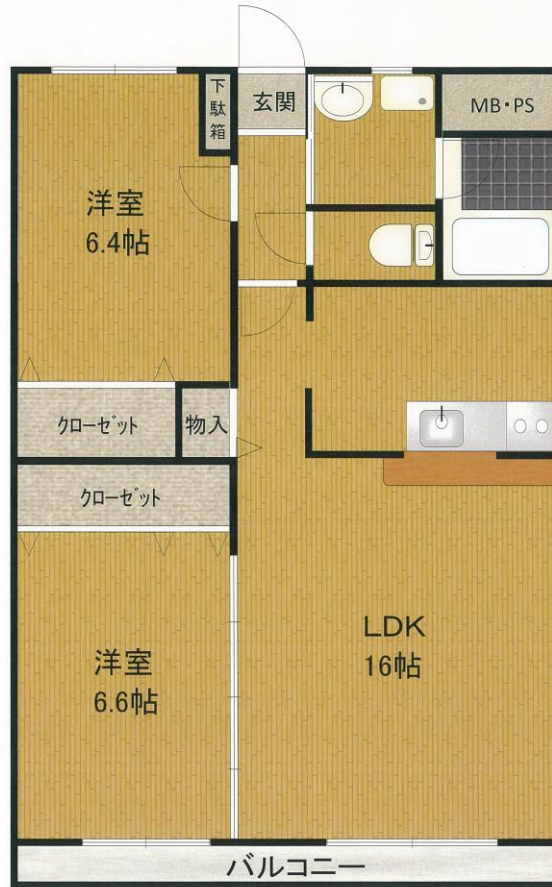 下駄箱
玄関
MB・PS
洋室
6.4帖
クローゼット
物入
クローゼット
LDK
16帖
洋室
6.6帖
バルコニー